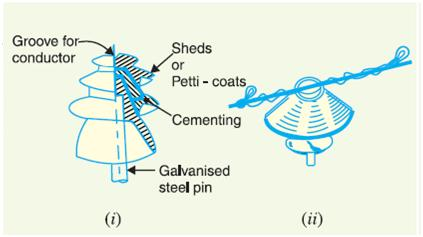 Groove for
conductor
Sheds
or
Petti - coats
Cementing
Galvanised
steel pin
(i)
(ii)